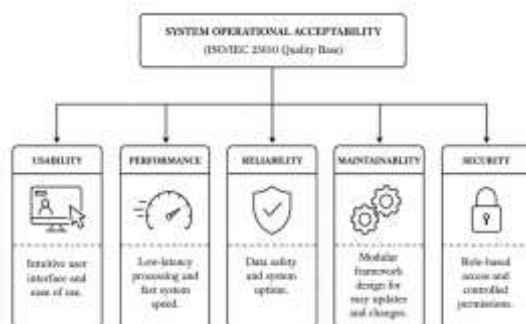 SYSTEM OPERATIONAL ACCEPTABILITY
(ISO/IEC 25010 Quality Base)
USABILITY
Intuitive user
interface and
ease of use.
PERFORMANCE
Low-latency
processing and
fast system
speed.
RELIABILITY
Data safety
and system
options.
MAINTAINABLITY
Modular
framework
design for
easy updates
and changes.
SECURITY
Role-based
access and
controlled
permissions.